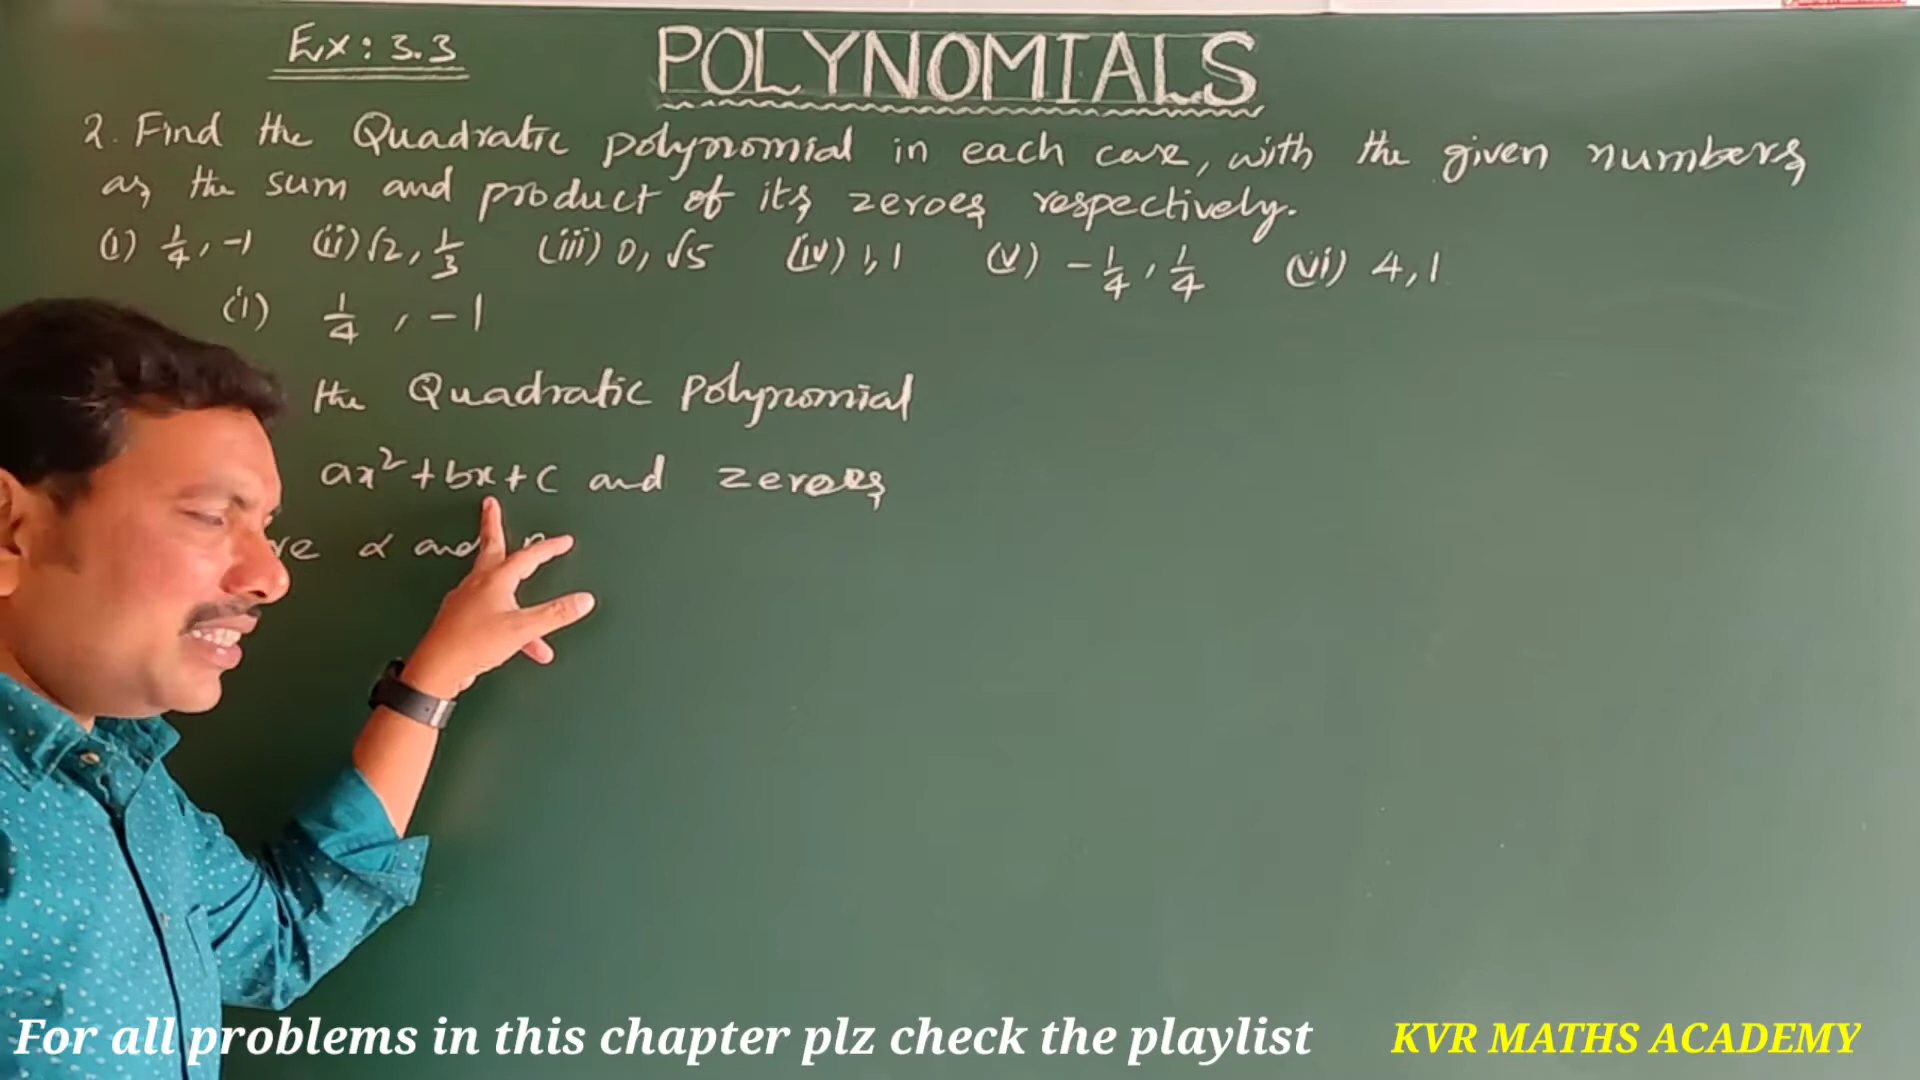 Ex: 3.3
POLYNOMIALS
2. Find the Quadratic polynomial in each case, with the given numbers
as the sum and product of its zeroes respectively.
(i) 1/4, -1 (ii) √2, 1/3 (iii) 0, √5 (iv) 1, 1 (v) -1/4, 1/4 (vi) 4, 1
(i) 1/4, -1
the Quadratic polynomial
ax²+bx+c and zeroes
α and
For all problems in this chapter plz check the playlist
KVR MATHS ACADEMY